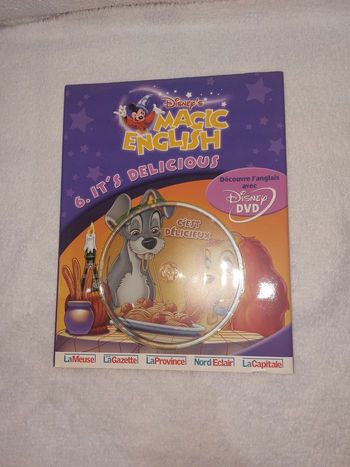 DISNEY'S
MAGIC
ENGLISH
6. IT'S DELICIOUS
Découvre l'anglais
avec
DISNEY
DVD
C'EST
DÉLICIEUX
LaMeuse
LaGazette
LaProvince
Nord Eclair
LaCapitale